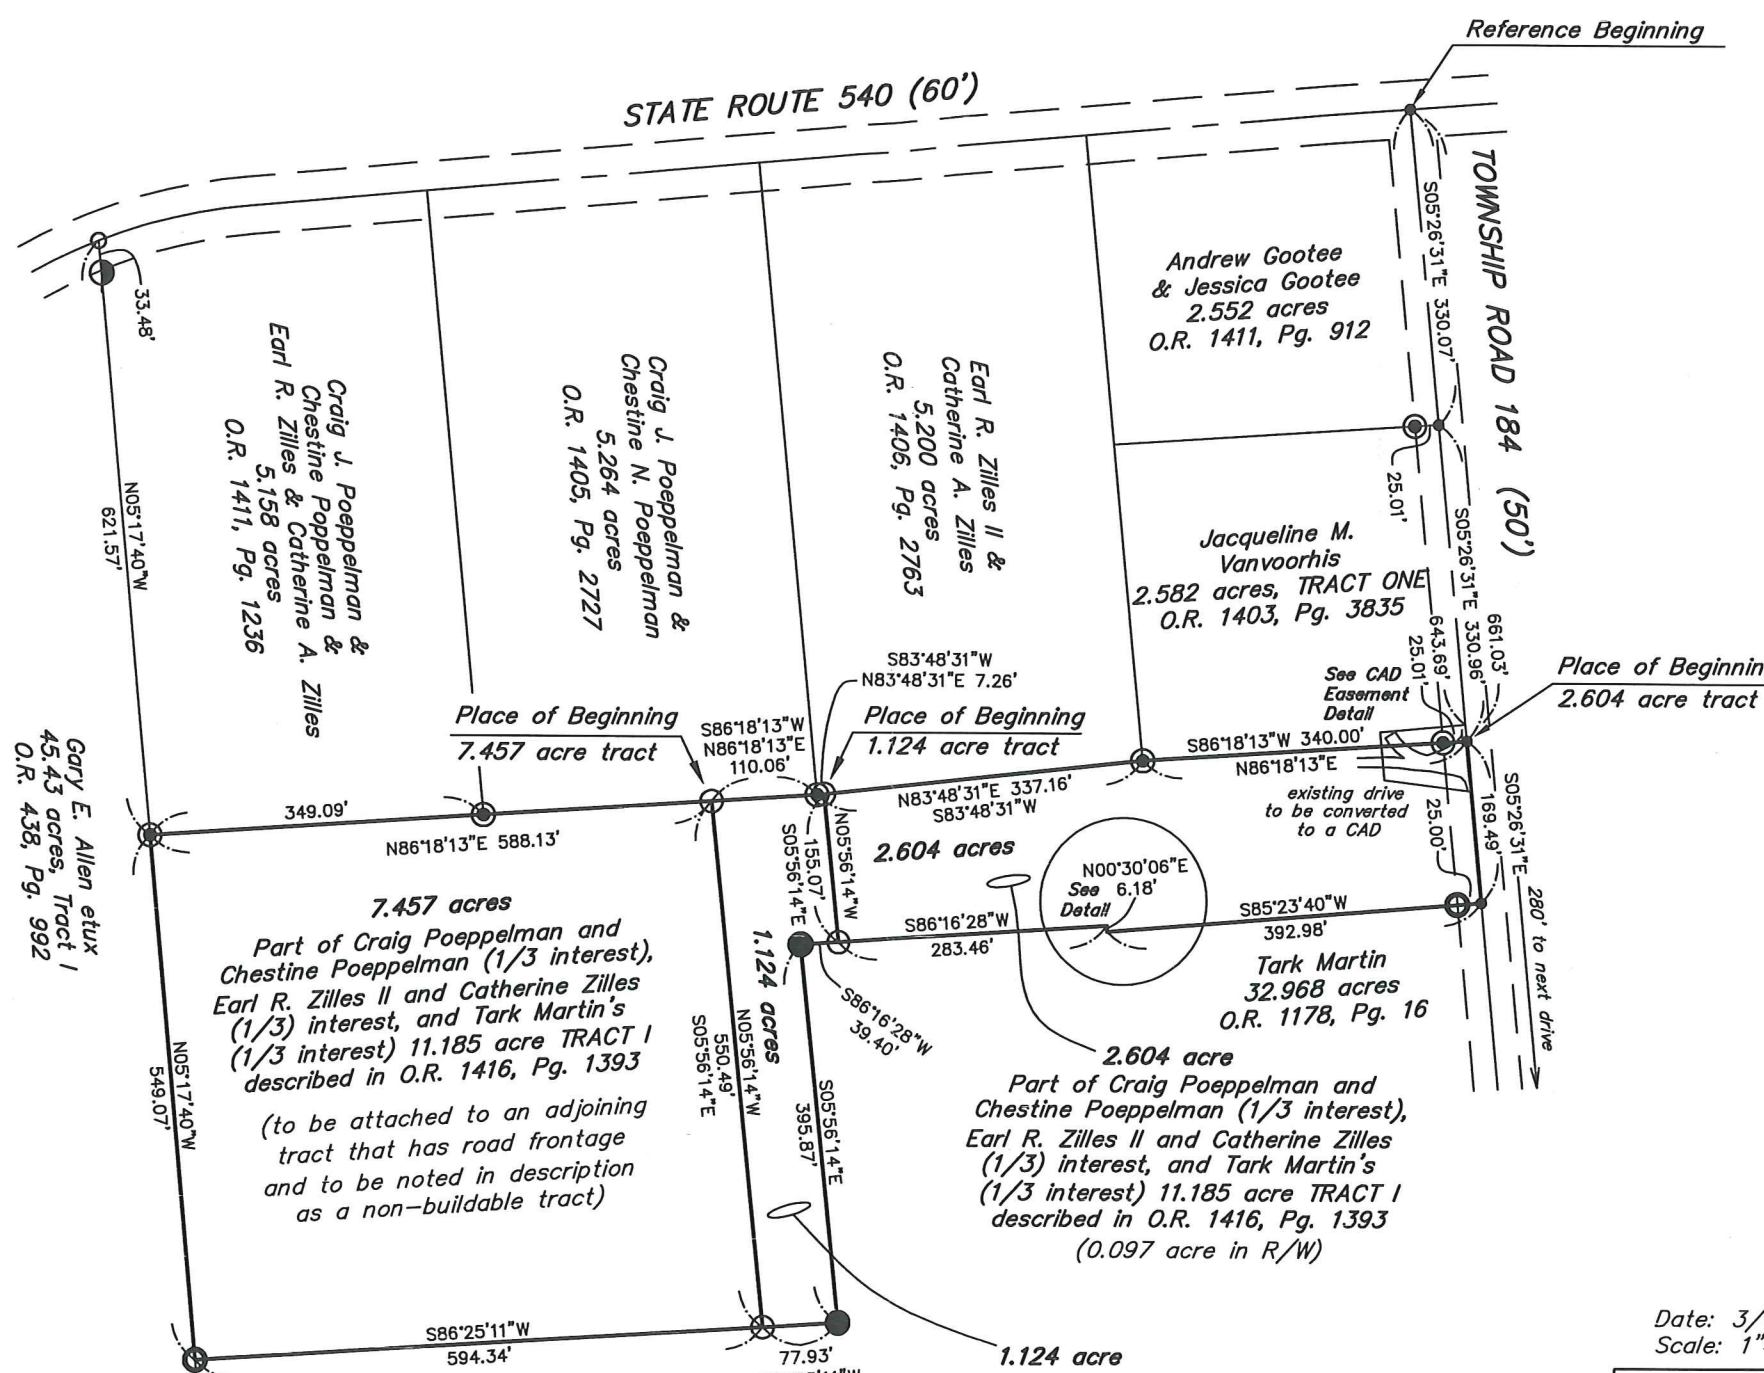 Reference Beginning
STATE ROUTE 540 (60')
TOWNSHIP ROAD 184 (50')
S05°26'31"E 330.07'
Andrew Gootee
& Jessica Gootee
2.552 acres
O.R. 1411, Pg. 912
33.48'
N05°17'40"W
621.57'
Craig J. Poeppelman &
Chestine Poppelman &
Earl R. Zilles & Catherine A. Zilles
5.158 acres
O.R. 1411, Pg. 1236
Craig J. Poeppelman &
Chestine N. Poeppelman
5.264 acres
O.R. 1405, Pg. 2727
Earl R. Zilles II &
Catherine A. Zilles
5.200 acres
O.R. 1406, Pg. 2763
25.01'
S05°26'31"E 330.96'
661.03'
643.69'
25.01'
Jacqueline M.
Vanvoorhis
2.582 acres, TRACT ONE
O.R. 1403, Pg. 3835
S83°48'31"W
N83°48'31"E 7.26'
See CAD
Easement
Detail
Place of Beginnin
2.604 acre tract
Place of Beginning
7.457 acre tract
S86°18'13"W
N86°18'13"E
110.06'
Place of Beginning
1.124 acre tract
S86°18'13"W 340.00'
N86°18'13"E
N83°48'31"E 337.16'
S83°48'31"W
existing drive
to be converted
to a CAD
25.00'
169.49'
S05°26'31"E
280' to next drive
Gary E. Allen etux
45.43 acres, Tract I
O.R. 438, Pg. 992
349.09'
N86°18'13"E 588.13'
S05°56'14"E
155.07'
N05°56'14"W
2.604 acres
N00°30'06"E
6.18'
See
Detail
S86°16'28"W
283.46'
S85°23'40"W
392.98'
7.457 acres
Part of Craig Poeppelman and
Chestine Poeppelman (1/3 interest),
Earl R. Zilles II and Catherine Zilles
(1/3) interest, and Tark Martin's
(1/3 interest) 11.185 acre TRACT I
described in O.R. 1416, Pg. 1393
(to be attached to an adjoining
tract that has road frontage
and to be noted in description
as a non-buildable tract)
1.124 acres
S86°16'28"W
39.40'
Tark Martin
32.968 acres
O.R. 1178, Pg. 16
N05°17'40"W
549.07'
N05°56'14"W
550.49'
S05°56'14"E
S05°56'14"E
395.87'
2.604 acre
Part of Craig Poeppelman and
Chestine Poeppelman (1/3 interest),
Earl R. Zilles II and Catherine Zilles
(1/3) interest, and Tark Martin's
(1/3 interest) 11.185 acre TRACT I
described in O.R. 1416, Pg. 1393
(0.097 acre in R/W)
S86°25'11"W
594.34'
77.93'
1.124 acre
Date: 3/
Scale: 1"